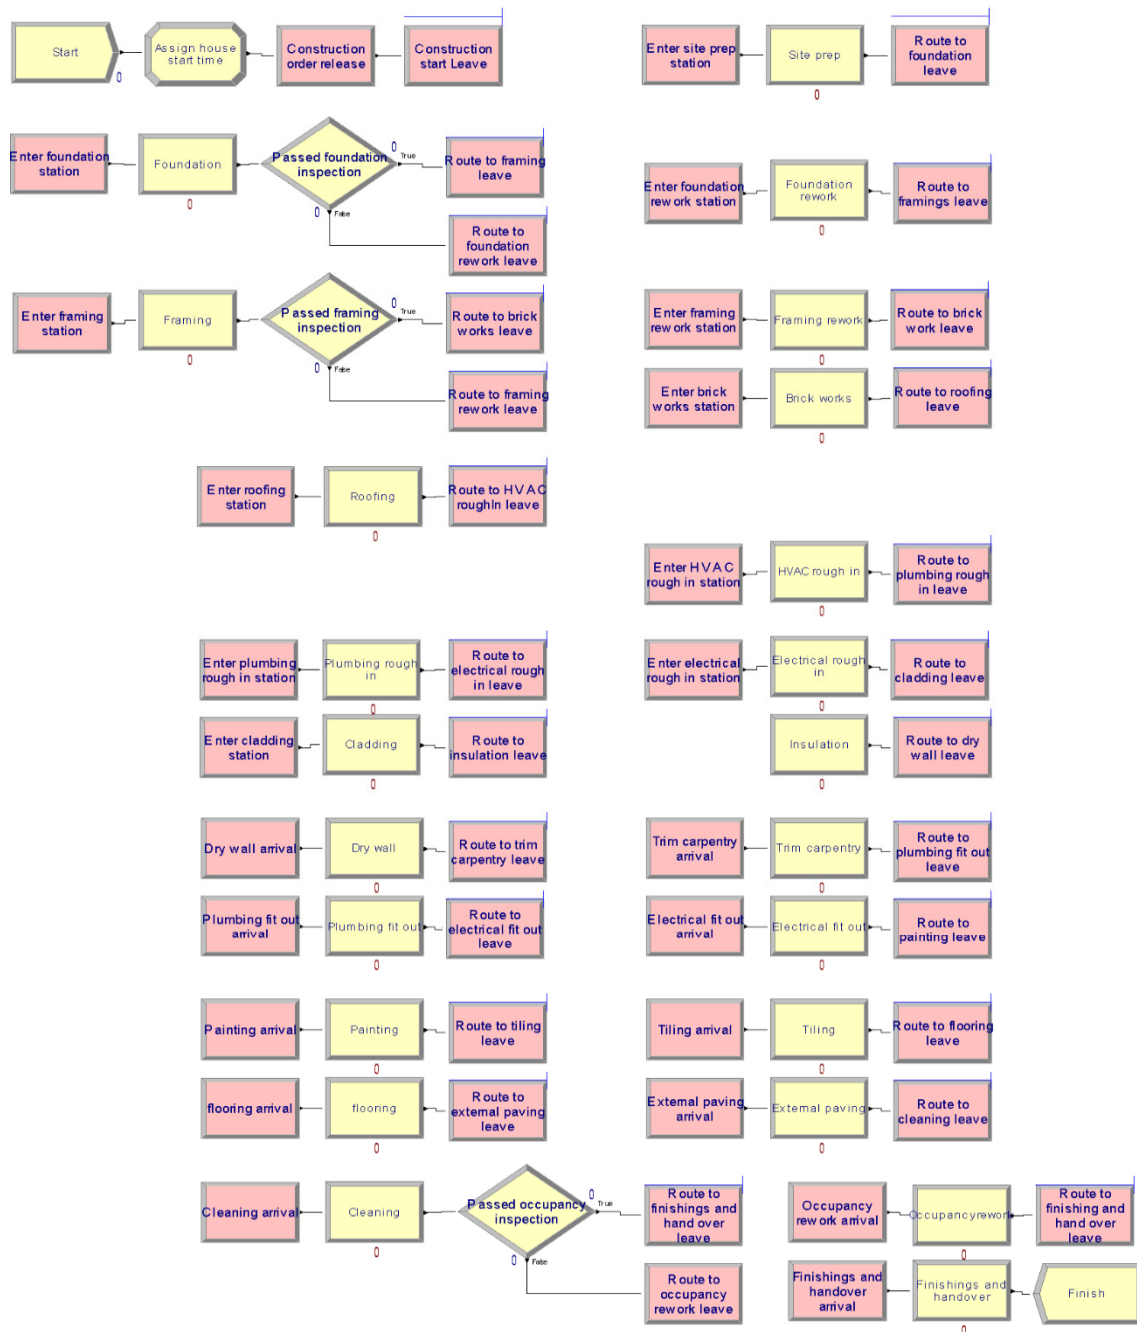 Start
Assign house
start time
Construction
order release
Construction
start Leave
0
Enter site prep
station
Site prep
Route to
foundation
leave
0
Enter foundation
station
Foundation
0
Passed foundation
inspection
0
True
0
False
Route to framing
leave
Route to
foundation
rework leave
Enter foundation
rework station
Foundation
rework
Route to
framings leave
0
Enter framing
station
Framing
0
Passed framing
inspection
0
True
0
False
Route to brick
works leave
Route to framing
rework leave
Enter framing
rework station
Framing rework
Route to brick
work leave
0
Enter brick
works station
Brick works
Route to roofing
leave
0
Enter roofing
station
Roofing
Route to HVAC
roughIn leave
0
Enter HVAC
rough in station
HVAC rough in
Route to
plumbing rough
in leave
0
Enter plumbing
rough in station
Plumbing rough
in
Route to
electrical rough
in leave
0
Enter electrical
rough in station
Electrical rough
in
Route to
cladding leave
0
Enter cladding
station
Cladding
Route to
insulation leave
0
Insulation
Route to dry
wall leave
0
Dry wall arrival
Dry wall
Route to trim
carpentry leave
0
Trim carpentry
arrival
Trim carpentry
Route to
plumbing fit out
leave
0
Plumbing fit out
arrival
Plumbing fit out
Route to
electrical fit out
leave
0
Electrical fit out
arrival
Electrical fit out
Route to
painting leave
0
Painting arrival
Painting
Route to tiling
leave
0
Tiling arrival
Tiling
Route to flooring
leave
0
flooring arrival
flooring
Route to
external paving
leave
0
External paving
arrival
External paving
Route to
cleaning leave
0
Cleaning arrival
Cleaning
0
Passed occupancy
inspection
0
True
0
False
Route to
finishings and
hand over
leave
Route to
occupancy
rework leave
Occupancy
rework arrival
Occupancy rework
Route to
finishing and
hand over
leave
0
Finishings and
handover
arrival
Finishings and
handover
Finish
0